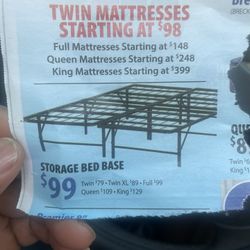 TWIN MATTRESSES
STARTING AT $98
Full Mattresses Starting at $148
Queen Mattresses Starting at $248
King Mattresses Starting at $399
STORAGE BED BASE
$99
Twin $79 • Twin XL $89 • Full $99
Queen $109 • King $129